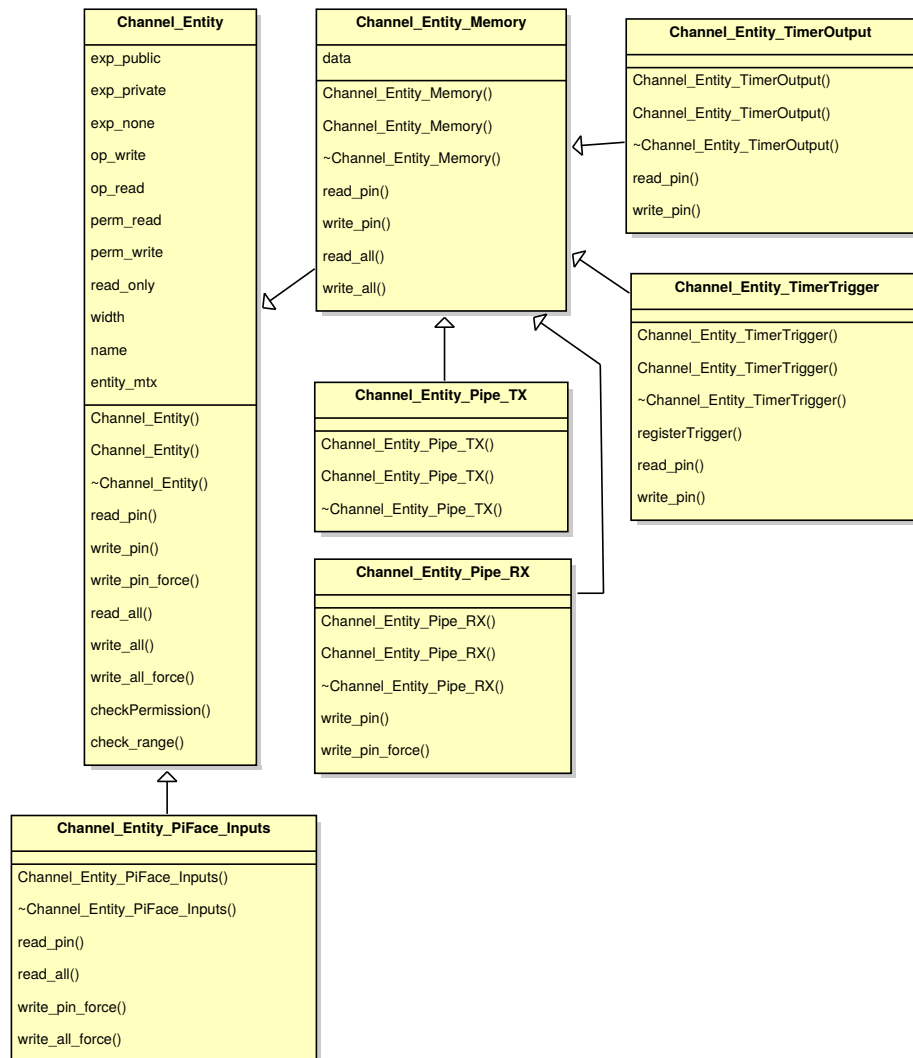 Channel_Entity
exp_public
exp_private
exp_none
op_write
op_read
perm_read
perm_write
read_only
width
name
entity_mtx
Channel_Entity()
Channel_Entity()
~Channel_Entity()
read_pin()
write_pin()
write_pin_force()
read_all()
write_all()
write_all_force()
checkPermission()
check_range()
Channel_Entity_Memory
data
Channel_Entity_Memory()
Channel_Entity_Memory()
~Channel_Entity_Memory()
read_pin()
write_pin()
read_all()
write_all()
Channel_Entity_TimerOutput
Channel_Entity_TimerOutput()
Channel_Entity_TimerOutput()
~Channel_Entity_TimerOutput()
read_pin()
write_pin()
Channel_Entity_TimerTrigger
Channel_Entity_TimerTrigger()
Channel_Entity_TimerTrigger()
~Channel_Entity_TimerTrigger()
registerTrigger()
read_pin()
write_pin()
Channel_Entity_Pipe_TX
Channel_Entity_Pipe_TX()
Channel_Entity_Pipe_TX()
~Channel_Entity_Pipe_TX()
Channel_Entity_Pipe_RX
Channel_Entity_Pipe_RX()
Channel_Entity_Pipe_RX()
~Channel_Entity_Pipe_RX()
write_pin()
write_pin_force()
Channel_Entity_PiFace_Inputs
Channel_Entity_PiFace_Inputs()
~Channel_Entity_PiFace_Inputs()
read_pin()
read_all()
write_pin_force()
write_all_force()